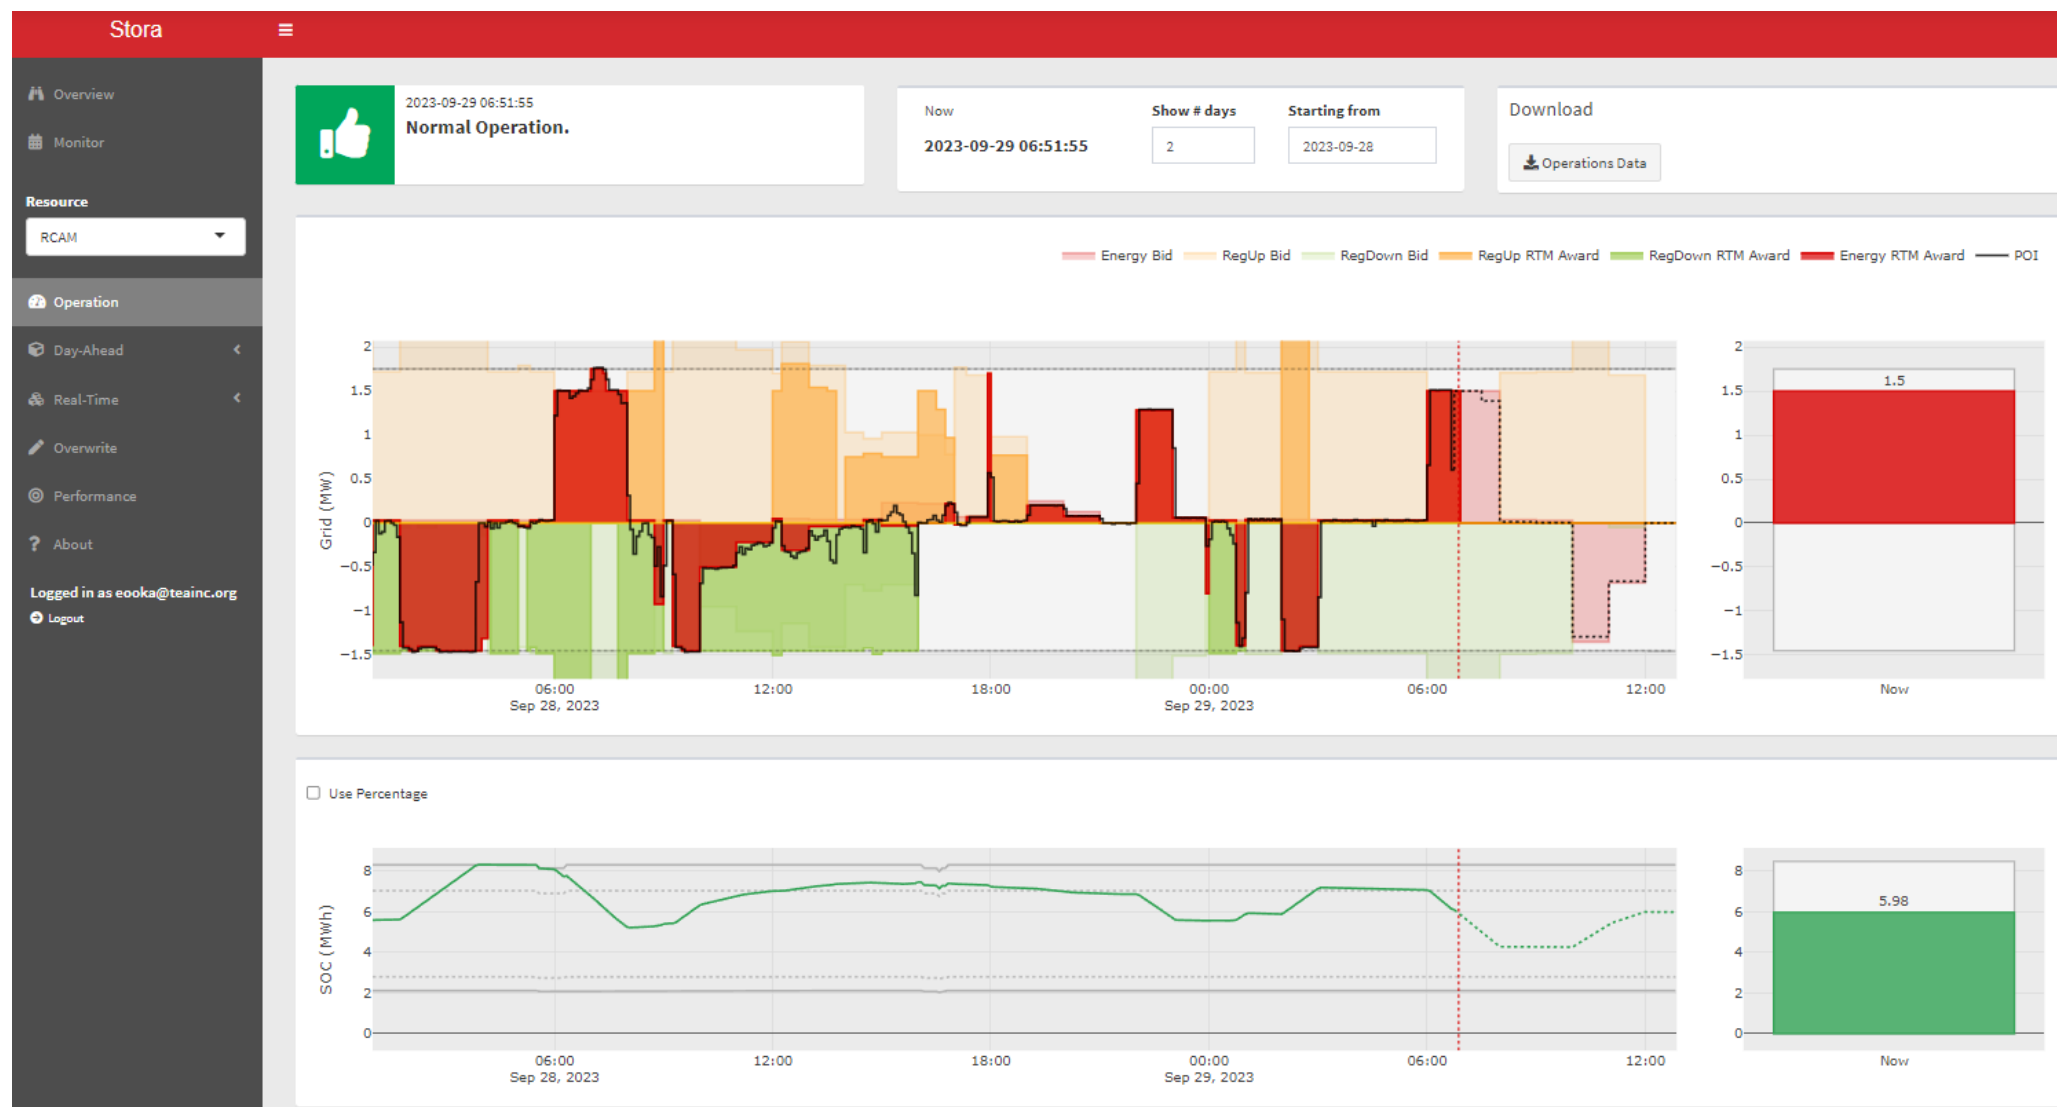 Stora
Overview
Monitor
Resource
RCAM
Operation
Day-Ahead
Real-Time
Overwrite
Performance
? About
Logged in as eooka@teainc.org
Logout
2023-09-29 06:51:55
Normal Operation.
Now
2023-09-29 06:51:55
Show # days
2
Starting from
2023-09-28
Download
Operations Data
Energy Bid RegUp Bid RegDown Bid RegUp RTM Award RegDown RTM Award Energy RTM Award POI
Grid (MW)
2
1.5
1
0.5
0
−0.5
−1
−1.5
06:00 12:00 18:00 00:00 06:00 12:00
Sep 28, 2023 Sep 29, 2023
2
1.5
1
0.5
0
−0.5
−1
−1.5
1.5
Now
Use Percentage
SOC (MWh)
8
6
4
2
0
06:00 12:00 18:00 00:00 06:00 12:00
Sep 28, 2023 Sep 29, 2023
8
6
4
2
0
5.98
Now